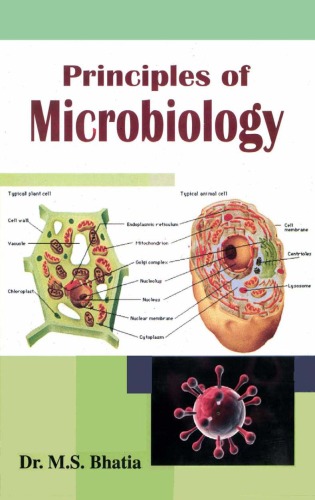 Principles of
Microbiology
Typical plant cell
Typical animal cell
Cell wall
Vacuole
Chloroplast
Endoplasmic reticulum
Mitochondrion
Golgi complex
Nucleolus
Nucleus
Nuclear membrane
Cytoplasm
Cell
membrane
Centrioles
Lysosome
Dr. M.S. Bhatia